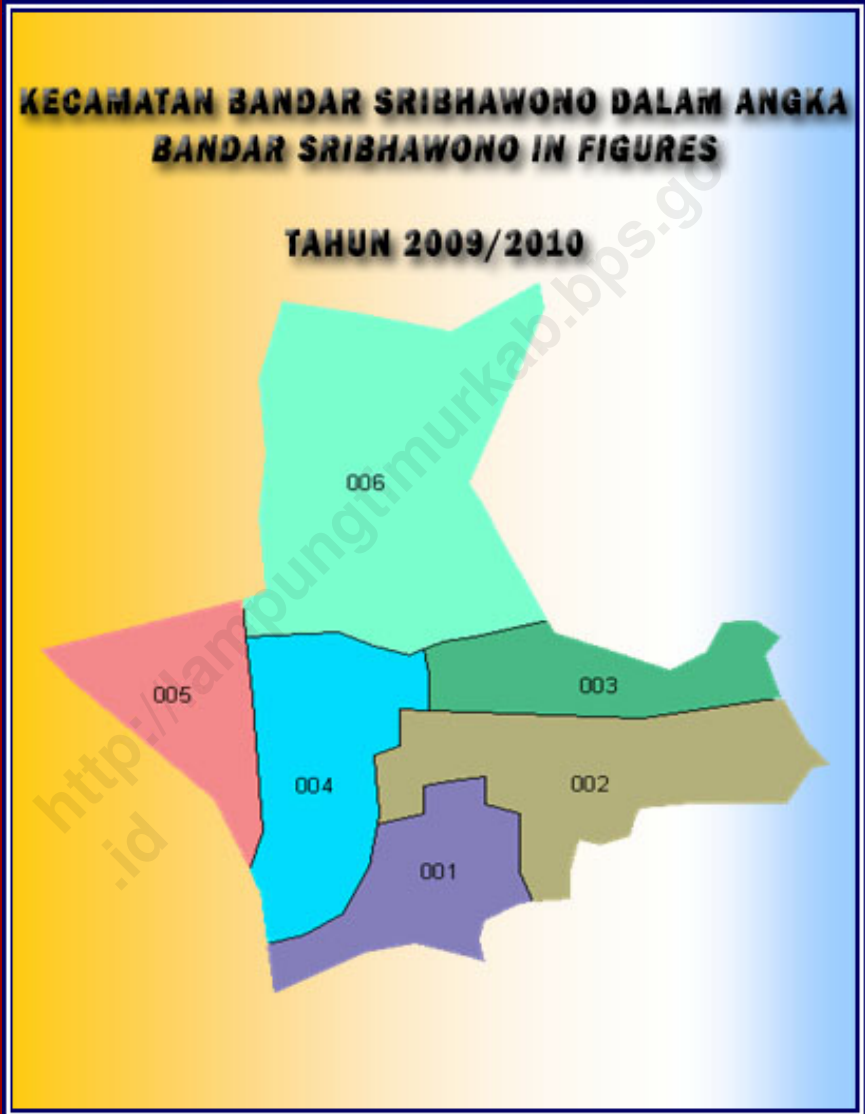 KECAMATAN BANDAR SRIBHAWONO DALAM ANGKA
BANDAR SRIBHAWONO IN FIGURES
TAHUN 2009/2010
006
005
003
004
002
001
http://lampungtimurkab.bps.go
.id